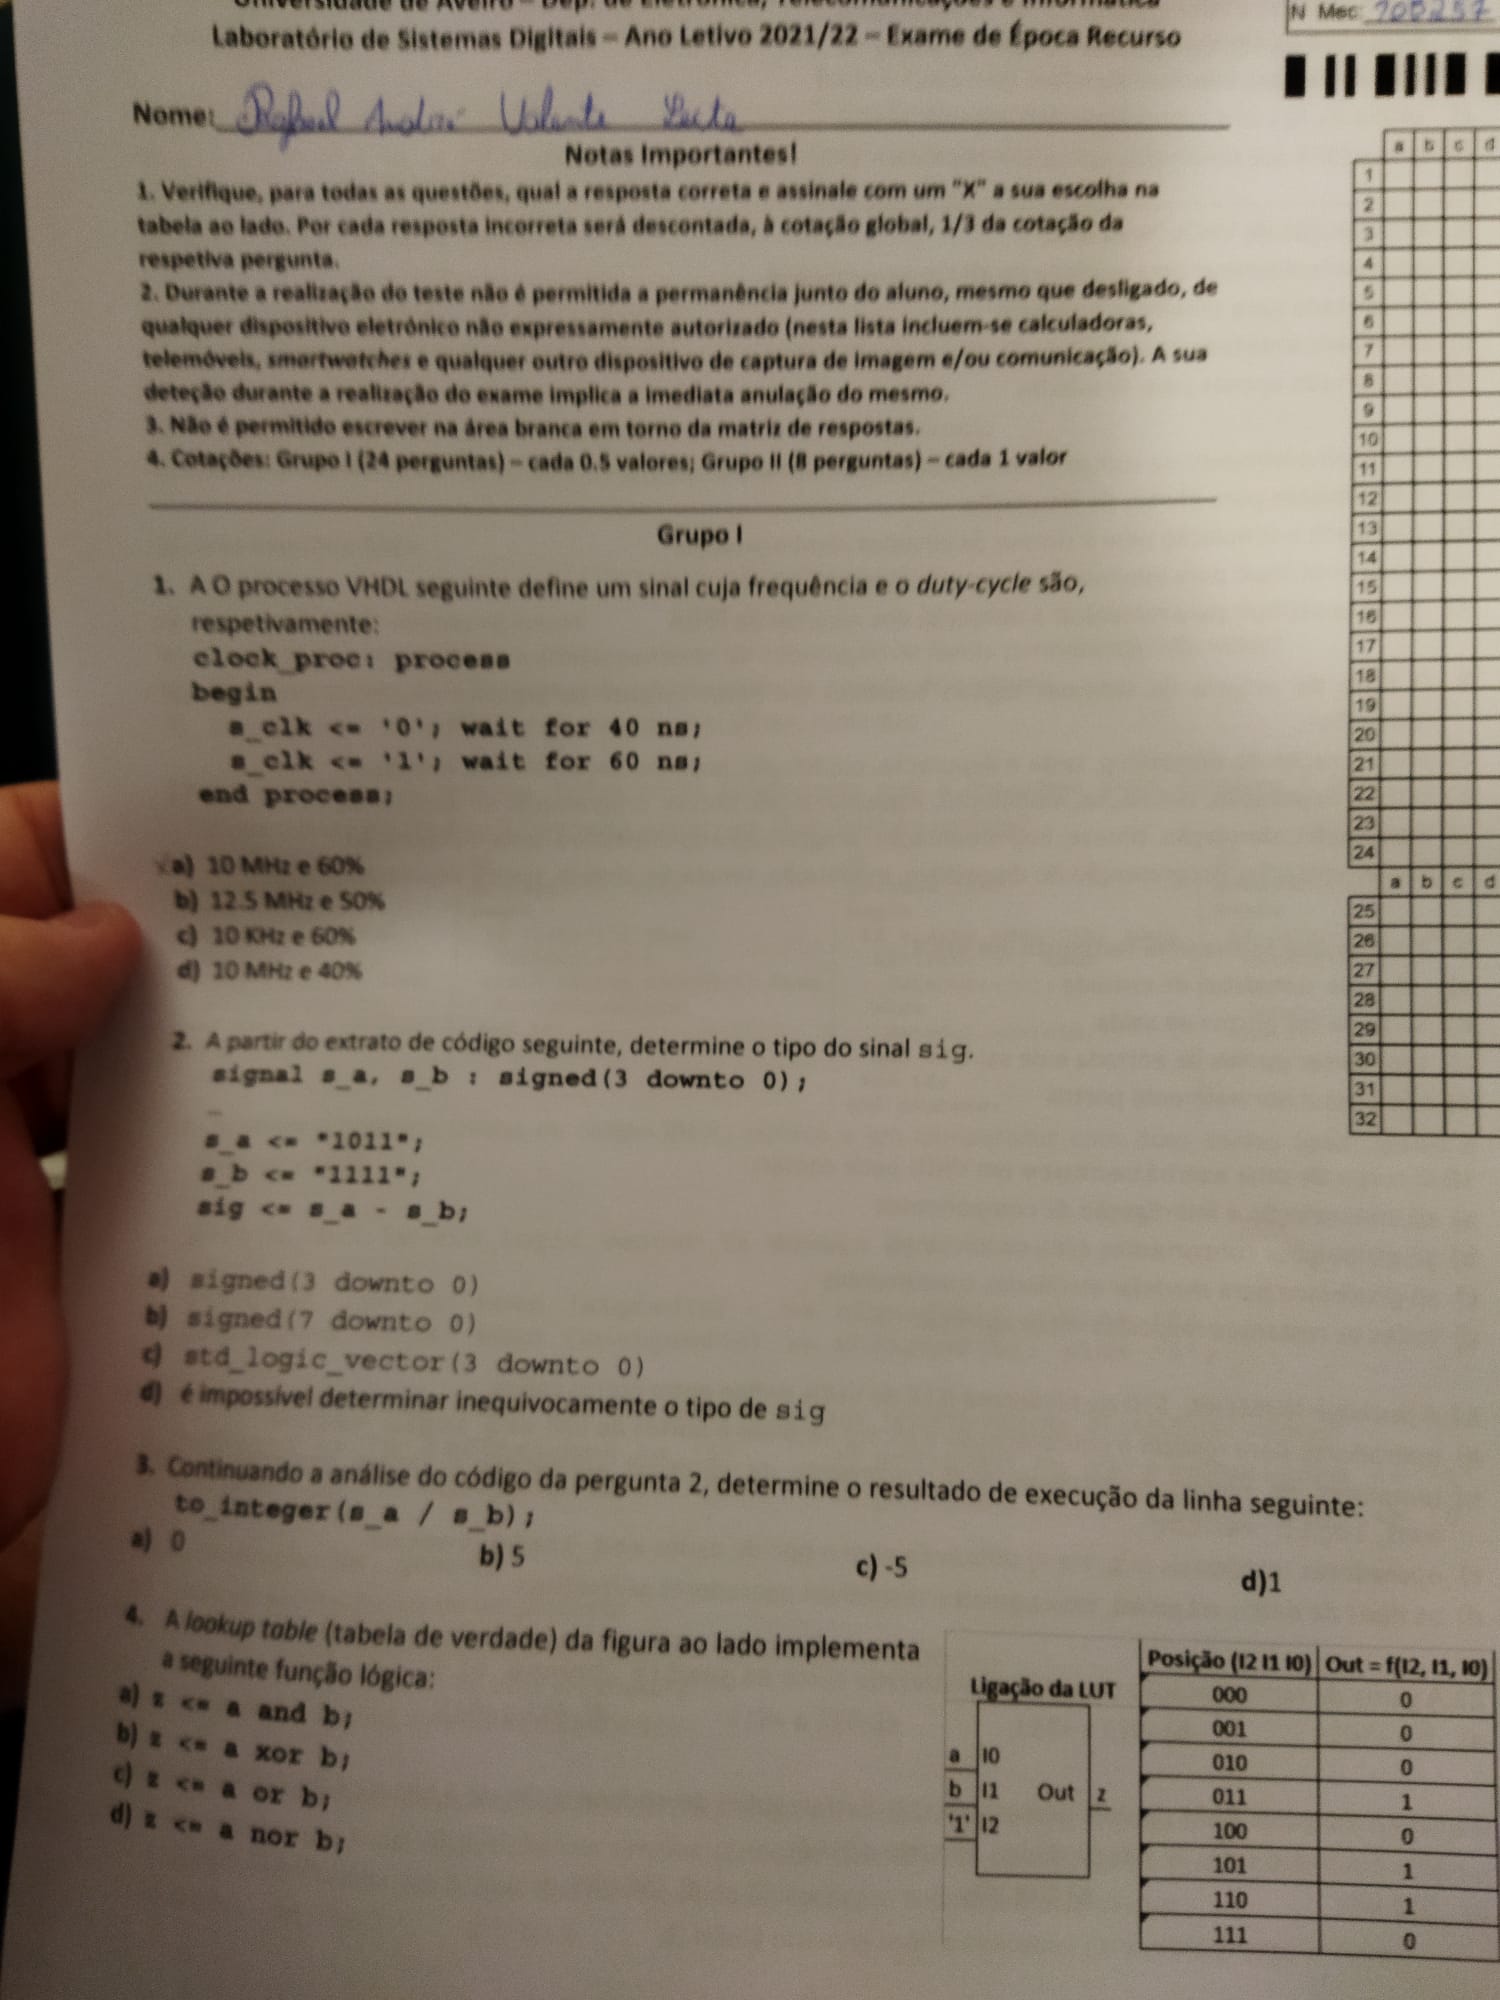 Universidade de Aveiro – Dep. de Eletrónica, Telecomunicações e Informática
Laboratório de Sistemas Digitais – Ano Letivo 2021/22 – Exame de Época Recurso
N Mec:
Nome: Rafael André Valente
Notas Importantes!
1. Verifique, para todas as questões, qual a resposta correta e assinale com um "X" a sua escolha na
tabela ao lado. Por cada resposta incorreta será descontada, à cotação global, 1/3 da cotação da
respetiva pergunta.
2. Durante a realização do teste não é permitida a permanência junto do aluno, mesmo que desligado, de
qualquer dispositivo eletrónico não expressamente autorizado (nesta lista incluem-se calculadoras,
telemóveis, smartwatches e qualquer outro dispositivo de captura de imagem e/ou comunicação). A sua
deteção durante a realização do exame implica a imediata anulação do mesmo.
3. Não é permitido escrever na área branca em torno da matriz de respostas.
4. Cotações: Grupo I (24 perguntas) – cada 0.5 valores; Grupo II (8 perguntas) – cada 1 valor
a b c d
1
2
3
4
5
6
7
8
9
10
11
12
13
14
15
16
17
18
19
20
21
22
23
24
a b c d
25
26
27
28
29
30
31
32
Grupo I
1. A O processo VHDL seguinte define um sinal cuja frequência e o duty-cycle são,
respetivamente:
clock_proc: process
begin
s_clk <= '0'; wait for 40 ns;
s_clk <= '1'; wait for 60 ns;
end process;
a) 10 MHz e 60%
b) 12.5 MHz e 50%
c) 10 KHz e 60%
d) 10 MHz e 40%
2. A partir do extrato de código seguinte, determine o tipo do sinal sig.
signal s_a, s_b : signed(3 downto 0);
…
s_a <= "1011";
s_b <= "1111";
sig <= s_a - s_b;
a) signed(3 downto 0)
b) signed(7 downto 0)
c) std_logic_vector(3 downto 0)
d) é impossível determinar inequivocamente o tipo de sig
3. Continuando a análise do código da pergunta 2, determine o resultado de execução da linha seguinte:
to_integer(s_a / s_b);
a) 0 b) 5 c) -5 d)1
4. A lookup table (tabela de verdade) da figura ao lado implementa
a seguinte função lógica:
a) z <= a and b;
b) z <= a xor b;
c) z <= a or b;
d) z <= a nor b;
Ligação da LUT
a I0
b I1 Out z
'1' I2
Posição (I2 I1 I0) Out = f(I2, I1, I0)
000 0
001 0
010 0
011 1
100 0
101 1
110 1
111 0